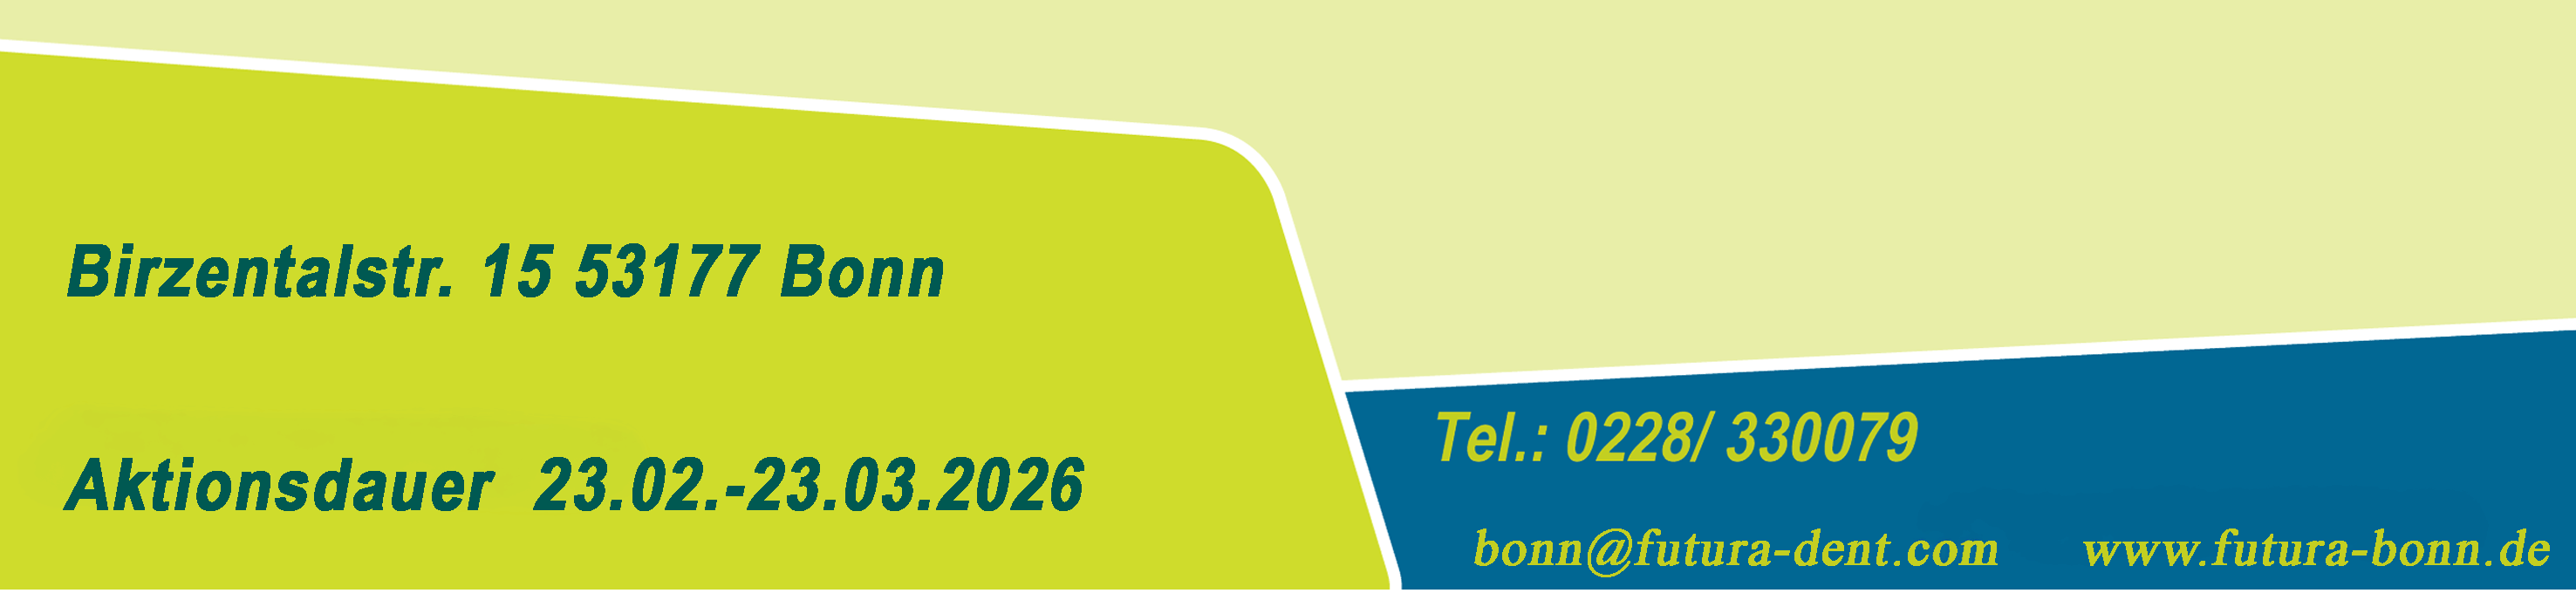 Birzentalstr. 15 53177 Bonn
Aktionsdauer 23.02.-23.03.2026
Tel.: 0228/ 330079
bonn@futura-dent.com www.futura-bonn.de